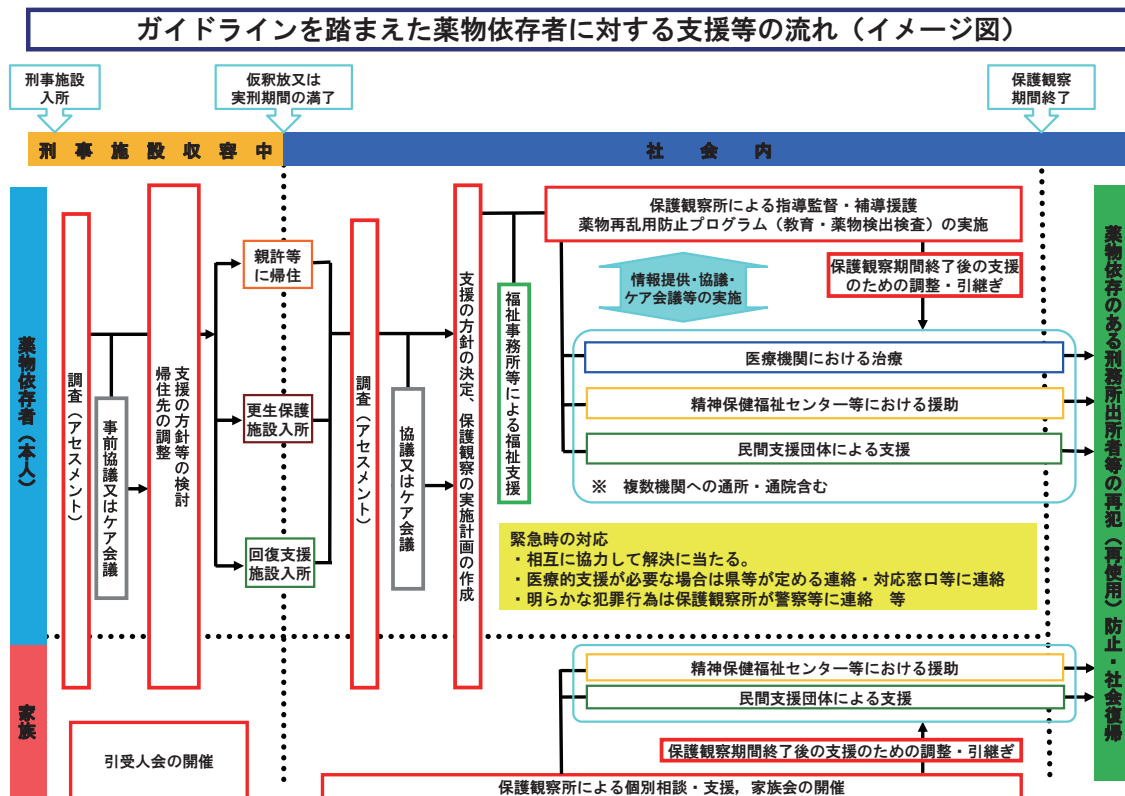 ガイドラインを踏まえた薬物依存者に対する支援等の流れ（イメージ図）
刑事施設
入所
仮釈放又は
実刑期間の満了
保護観察
期間終了
刑事施設収容中
社会内
薬物依存者（本人）
調査（アセスメント）
事前協議又はケア会議
支援の方針等の検討
帰住先の調整
親許等
に帰住
更生保護
施設入所
回復支援
施設入所
調査（アセスメント）
協議又はケア会議
支援の方針の決定、保護観察の実施計画の作成
福祉事務所等による福祉支援
保護観察所による指導監督・補導援護
薬物再乱用防止プログラム（教育・薬物検出検査）の実施
情報提供・協議・
ケア会議等の実施
保護観察期間終了後の支援
のための調整・引継ぎ
医療機関における治療
精神保健福祉センター等における援助
民間支援団体による支援
※　複数機関への通所・通院含む
緊急時の対応
・相互に協力して解決に当たる。
・医療的支援が必要な場合は県等が定める連絡・対応窓口等に連絡
・明らかな犯罪行為は保護観察所が警察等に連絡　等
薬物依存のある刑務所出所者等の再犯（再使用）防止・社会復帰
家族
引受人会の開催
精神保健福祉センター等における援助
民間支援団体による支援
保護観察期間終了後の支援のための調整・引継ぎ
保護観察所による個別相談・支援，家族会の開催